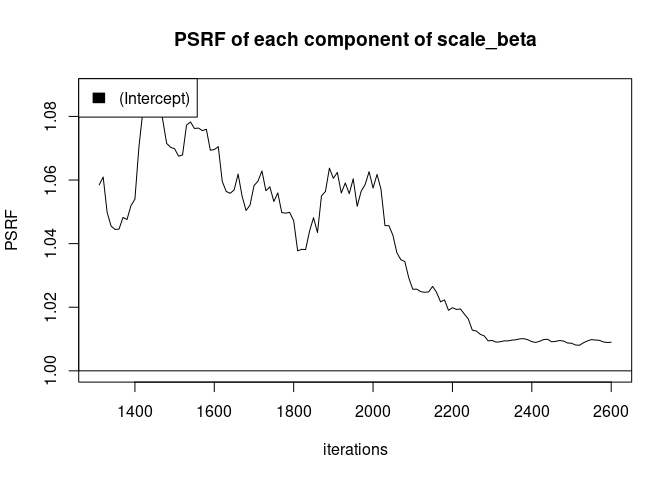 PSRF of each component of scale_beta
(Intercept)
PSRF
1.08
1.06
1.04
1.02
1.00
1400 1600 1800 2000 2200 2400 2600
iterations